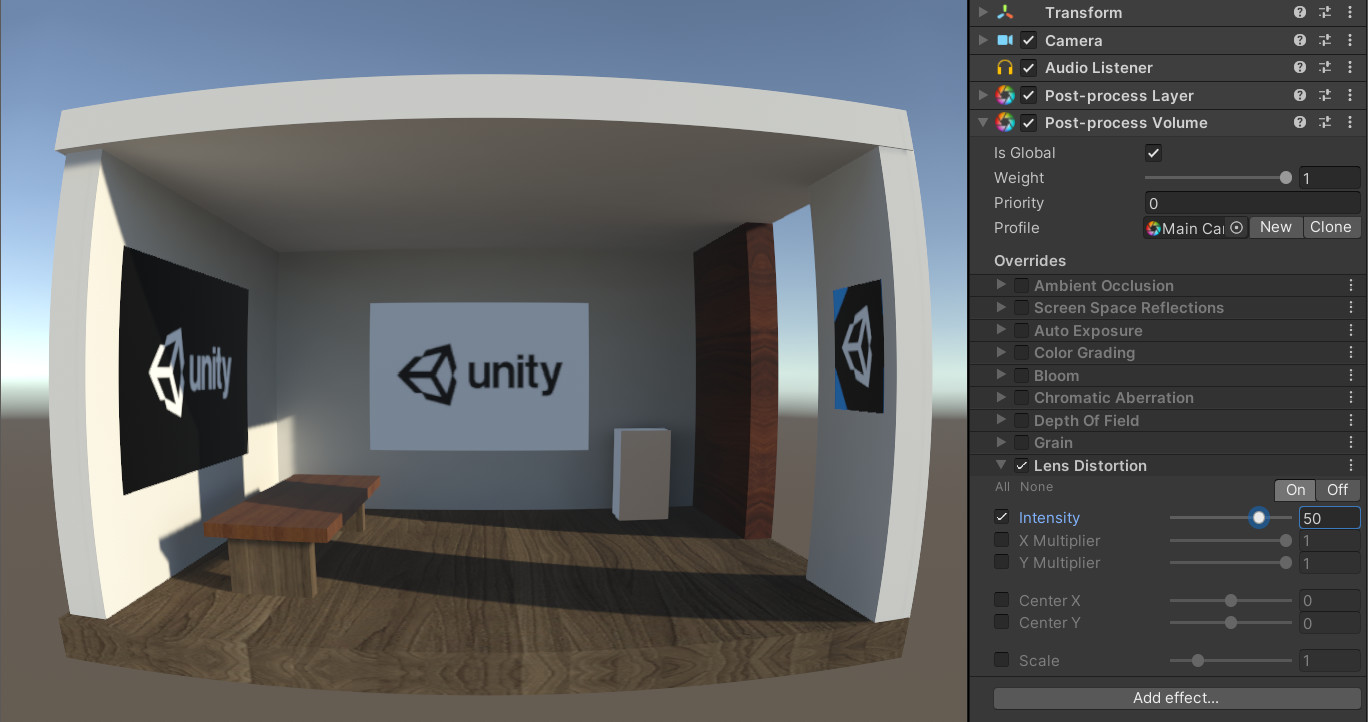 unity
unity
Transform
Camera
Audio Listener
Post-process Layer
Post-process Volume
Is Global
Weight 1
Priority 0
Profile Main Ca New Clone
Overrides
Ambient Occlusion
Screen Space Reflections
Auto Exposure
Color Grading
Bloom
Chromatic Aberration
Depth Of Field
Grain
Lens Distortion
All None On Off
Intensity 50
X Multiplier 1
Y Multiplier 1
Center X 0
Center Y 0
Scale 1
Add effect...